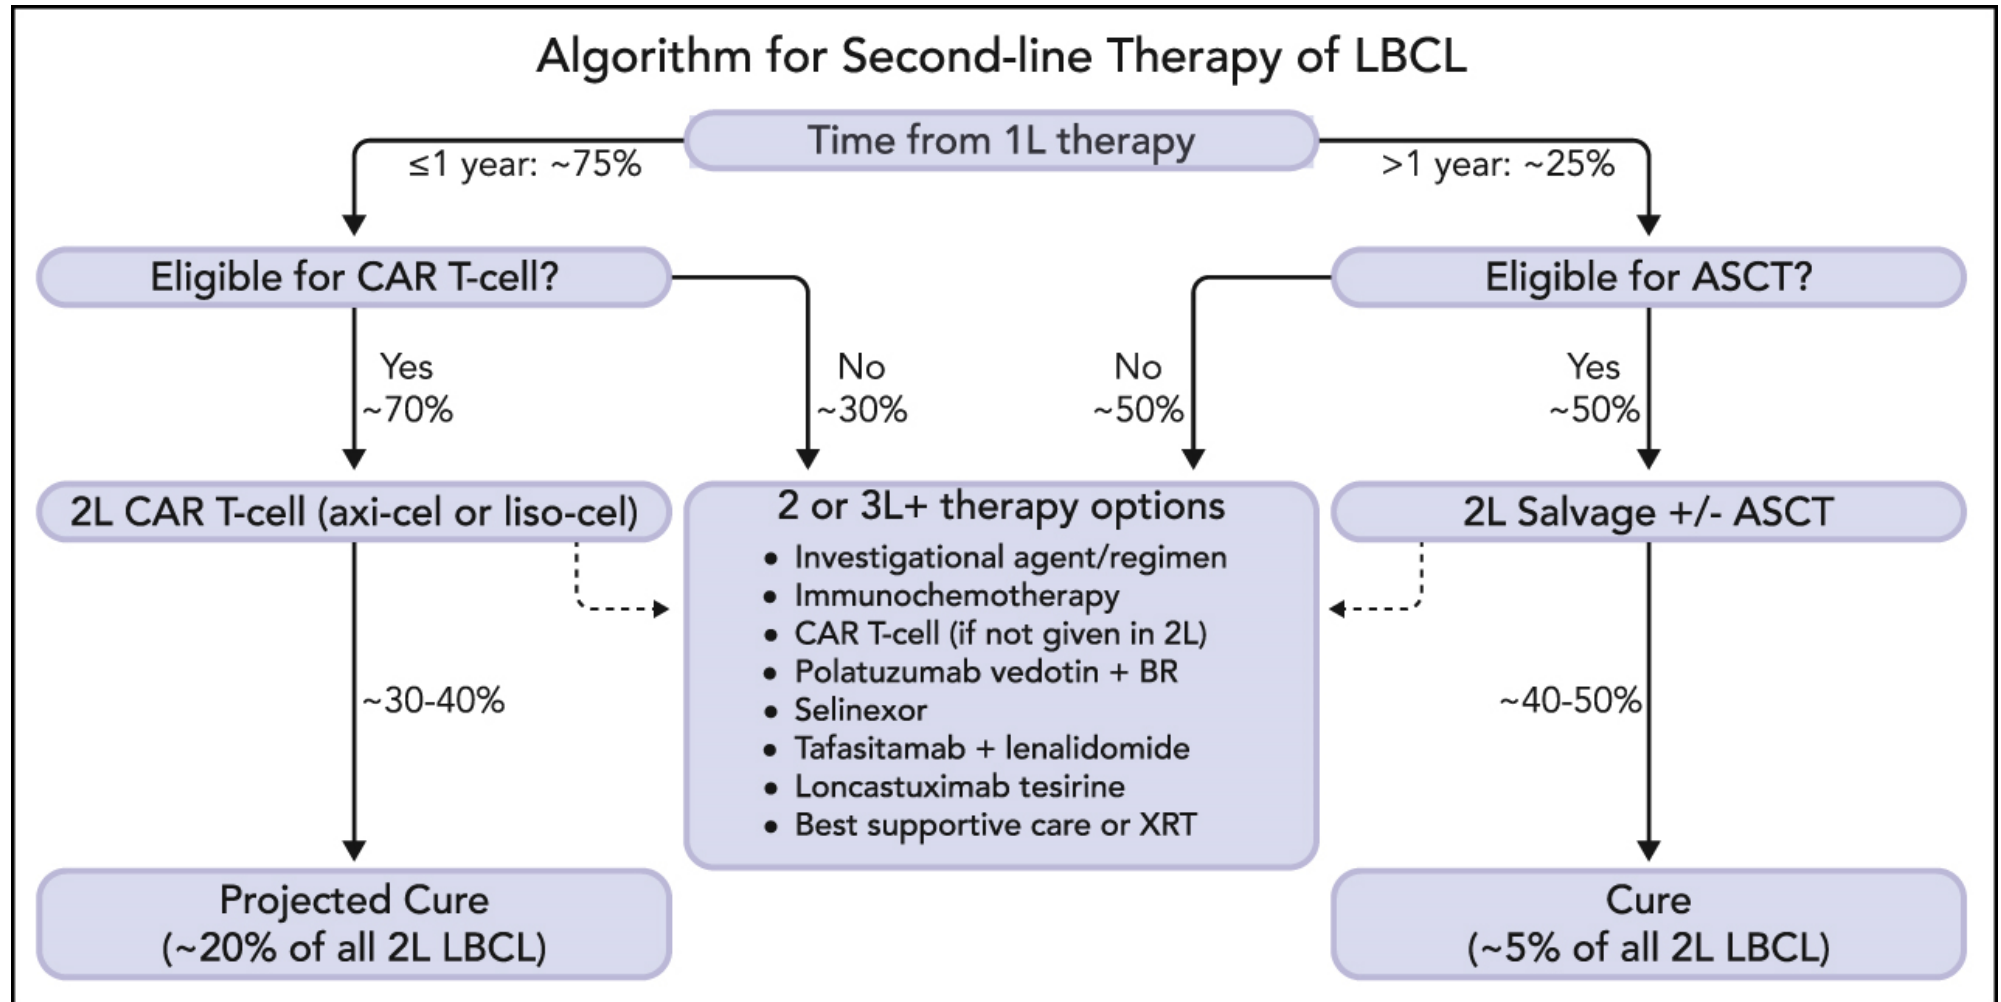 Algorithm for Second-line Therapy of LBCL
Time from 1L therapy
≤1 year: ~75%
>1 year: ~25%
Eligible for CAR T-cell?
Eligible for ASCT?
Yes
~70%
No
~30%
No
~50%
Yes
~50%
2L CAR T-cell (axi-cel or liso-cel)
2 or 3L+ therapy options
• Investigational agent/regimen
• Immunochemotherapy
• CAR T-cell (if not given in 2L)
• Polatuzumab vedotin + BR
• Selinexor
• Tafasitamab + lenalidomide
• Loncastuximab tesirine
• Best supportive care or XRT
2L Salvage +/- ASCT
~30-40%
~40-50%
Projected Cure
(~20% of all 2L LBCL)
Cure
(~5% of all 2L LBCL)